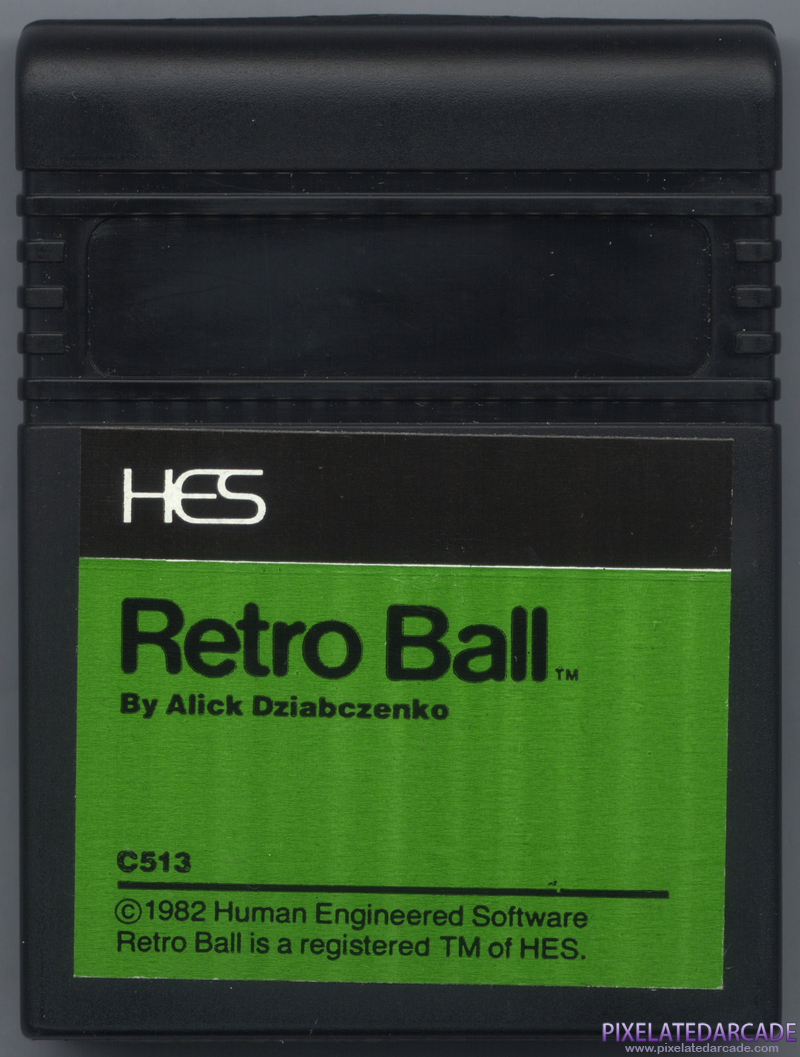 HES
Retro Ball™
By Alick Dziabczenko
C513
©1982 Human Engineered Software
Retro Ball is a registered TM of HES.
PIXELATEDARCADE
www.pixelatedarcade.com